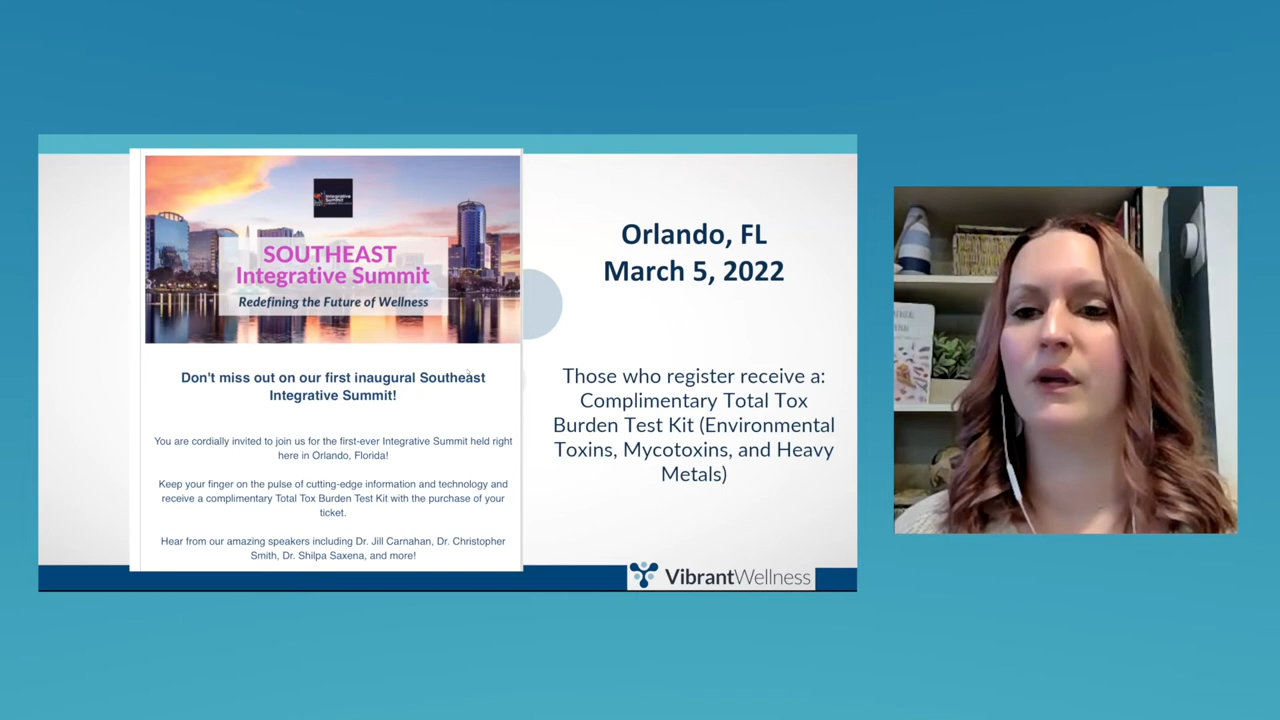 Integrative
Summit
SOUTHEAST
Integrative Summit
Redefining the Future of Wellness
Don't miss out on our first inaugural Southeast
Integrative Summit!
You are cordially invited to join us for the first-ever Integrative Summit held right
here in Orlando, Florida!
Keep your finger on the pulse of cutting-edge information and technology and
receive a complimentary Total Tox Burden Test Kit with the purchase of your
ticket.
Hear from our amazing speakers including Dr. Jill Carnahan, Dr. Christopher
Smith, Dr. Shilpa Saxena, and more!
Orlando, FL
March 5, 2022
Those who register receive a:
Complimentary Total Tox
Burden Test Kit (Environmental
Toxins, Mycotoxins, and Heavy
Metals)
VibrantWellness